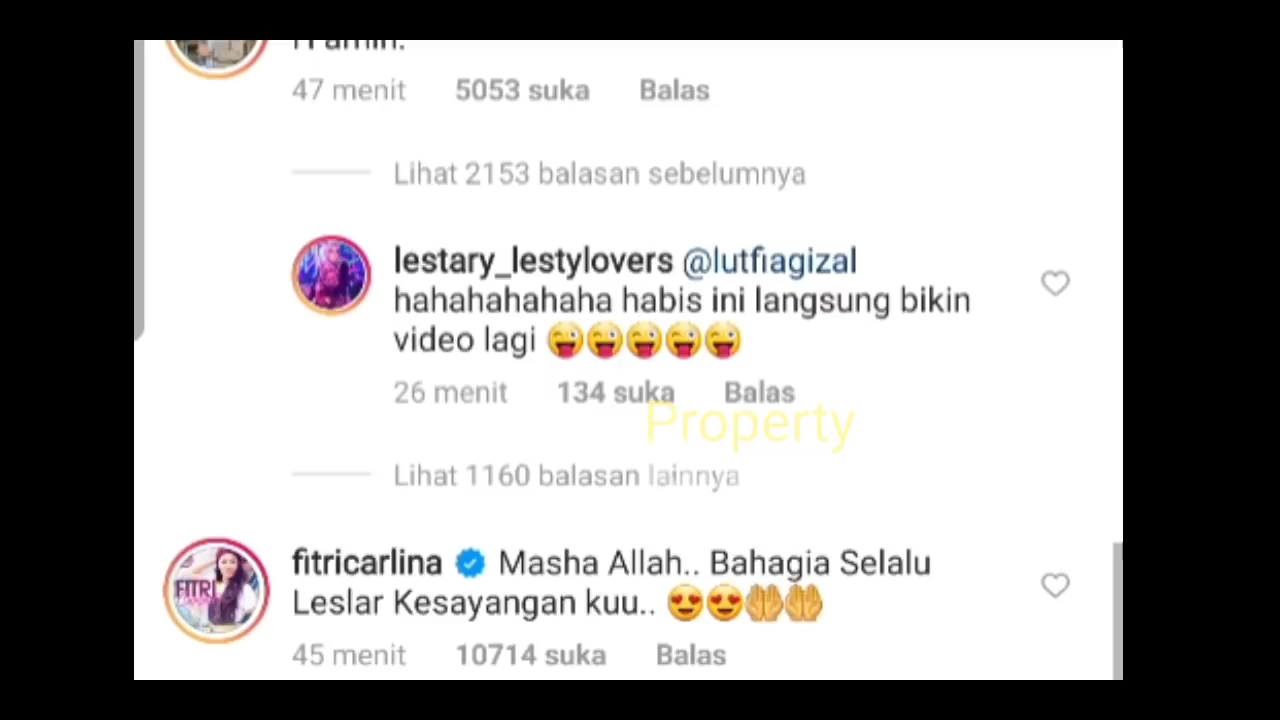 47 menit 5053 suka Balas
Lihat 2153 balasan sebelumnya
lestary_lestylovers @lutfiagizal
hahahahahaha habis ini langsung bikin
video lagi 😜😜😜😜😜
26 menit 134 suka Balas
Property
Lihat 1160 balasan lainnya
fitricarlina Masha Allah.. Bahagia Selalu
Leslar Kesayangan kuu.. 😍😍🤲🤲
45 menit 10714 suka Balas
FITRI